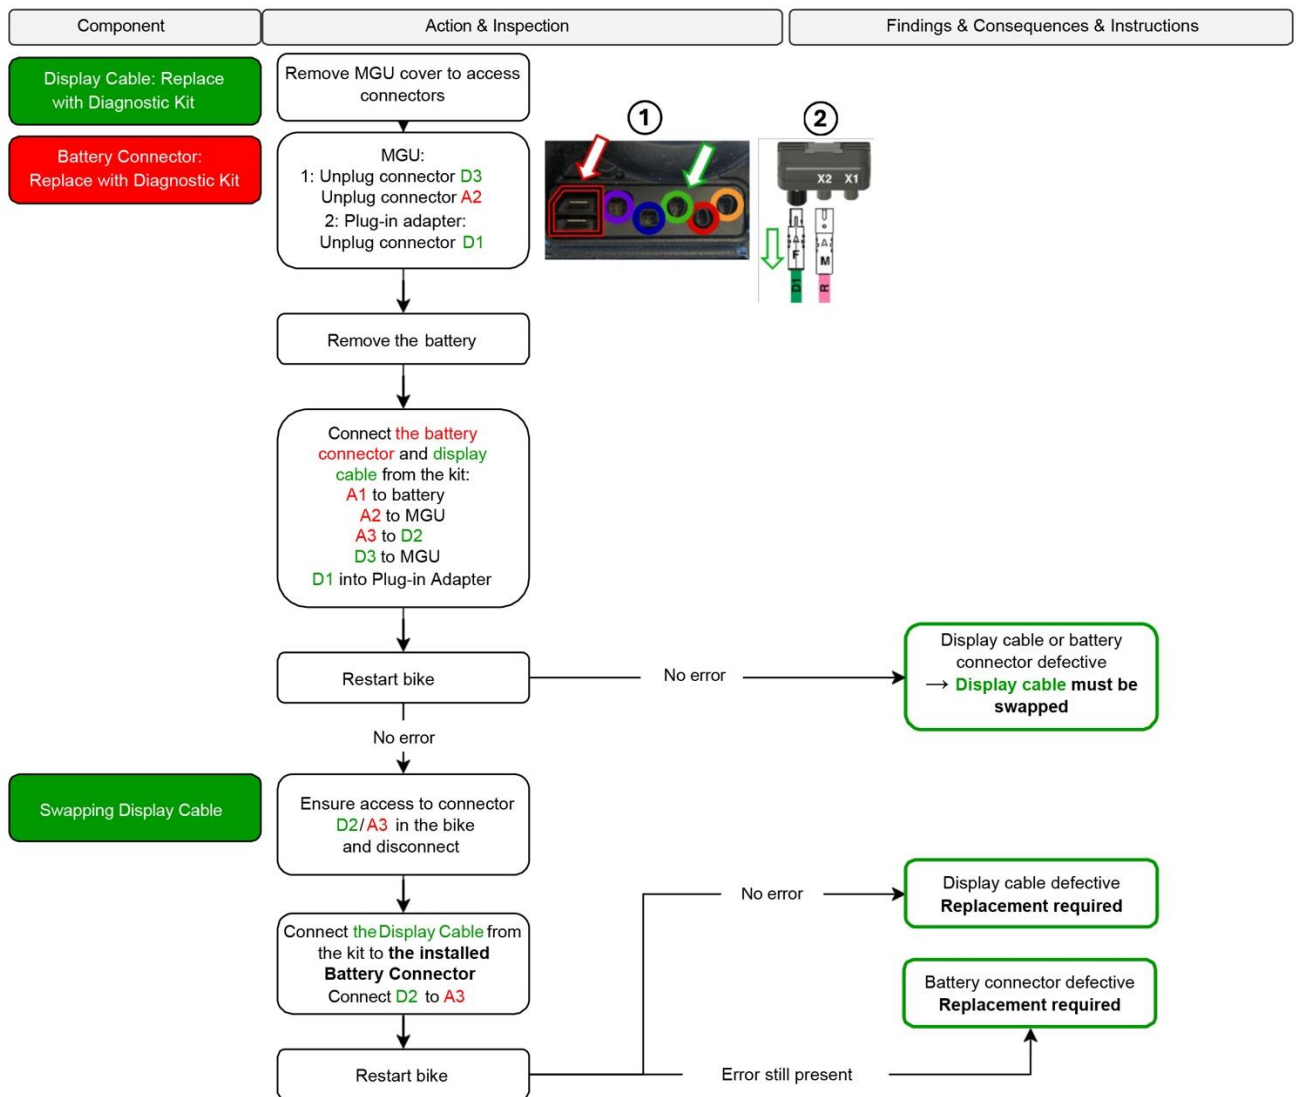 Component
Action & Inspection
Findings & Consequences & Instructions
Display Cable: Replace
with Diagnostic Kit
Remove MGU cover to access
connectors
Battery Connector:
Replace with Diagnostic Kit
MGU:
1: Unplug connector D3
Unplug connector A2
2: Plug-in adapter:
Unplug connector D1
1
2
X2 X1
F
M
D1
R
Remove the battery
Connect the battery
connector and display
cable from the kit:
A1 to battery
A2 to MGU
A3 to D2
D3 to MGU
D1 into Plug-in Adapter
Restart bike
No error
Display cable or battery
connector defective
→ Display cable must be
swapped
No error
Swapping Display Cable
Ensure access to connector
D2/A3 in the bike
and disconnect
No error
Display cable defective
Replacement required
Connect the Display Cable from
the kit to the installed
Battery Connector
Connect D2 to A3
Battery connector defective
Replacement required
Restart bike
Error still present